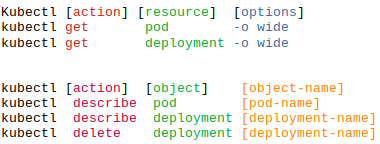 Kubectl [action] [resource] [options]
kubectl get pod -o wide
kubectl get deployment -o wide
kubectl [action] [object] [object-name]
kubectl describe pod [pod-name]
kubectl describe deployment [deployment-name]
kubectl delete deployment [deployment-name]